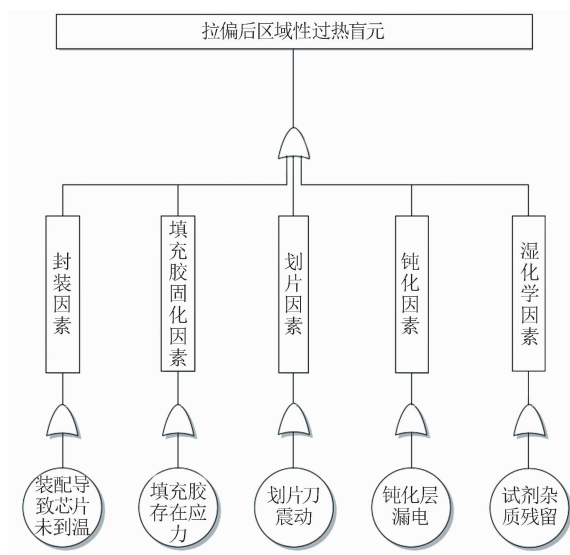 拉偏后区域性过热盲元
封装因素
填充胶固化因素
划片因素
钝化因素
湿化学因素
装配导
致芯片
未到温
填充胶
存在应
力
划片刀
震动
钝化层
漏电
试剂杂
质残留